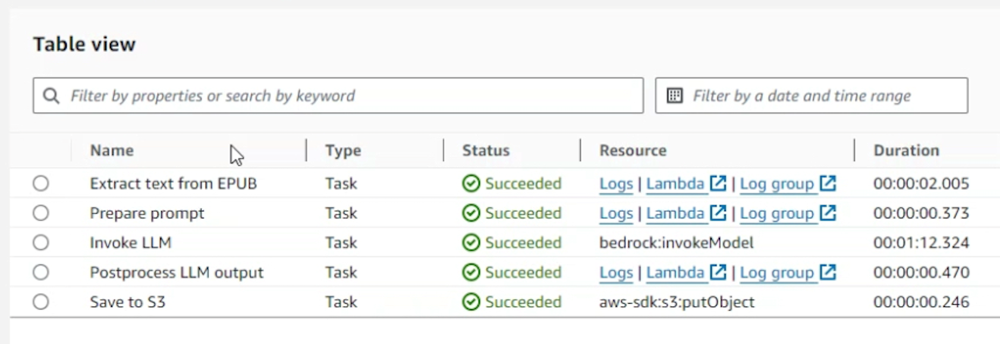 Table view
Filter by properties or search by keyword Filter by a date and time range
Name Type Status Resource Duration
Extract text from EPUB Task Succeeded Logs | Lambda | Log group 00:00:02.005
Prepare prompt Task Succeeded Logs | Lambda | Log group 00:00:00.373
Invoke LLM Task Succeeded bedrock:invokeModel 00:01:12.324
Postprocess LLM output Task Succeeded Logs | Lambda | Log group 00:00:00.470
Save to S3 Task Succeeded aws-sdk:s3:putObject 00:00:00.246